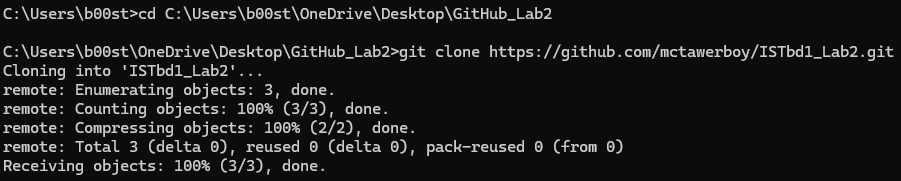 C:\Users\b00st>cd C:\Users\b00st\OneDrive\Desktop\GitHub_Lab2
C:\Users\b00st\OneDrive\Desktop\GitHub_Lab2>git clone https://github.com/mctawerboy/ISTbd1_Lab2.git
Cloning into 'ISTbd1_Lab2'...
remote: Enumerating objects: 3, done.
remote: Counting objects: 100% (3/3), done.
remote: Compressing objects: 100% (2/2), done.
remote: Total 3 (delta 0), reused 0 (delta 0), pack-reused 0 (from 0)
Receiving objects: 100% (3/3), done.